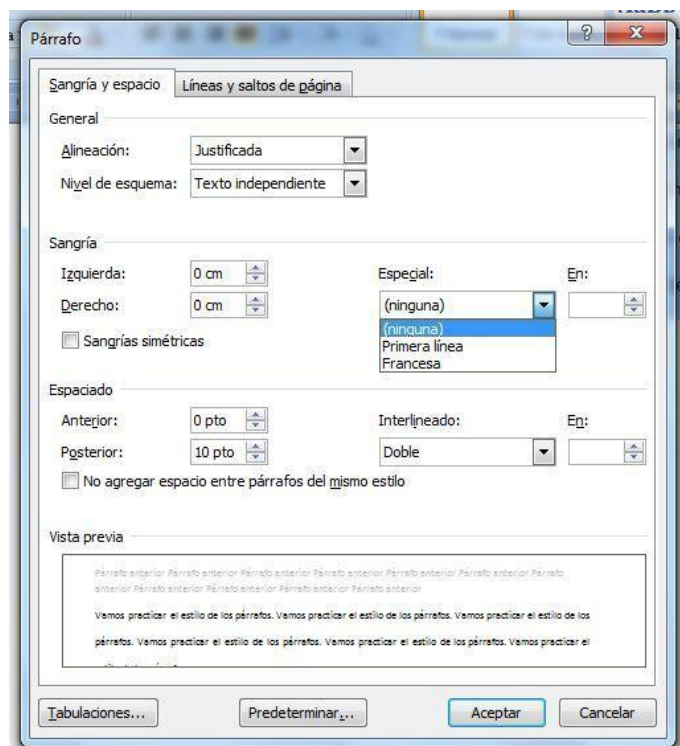 Párrafo
Sangría y espacio Líneas y saltos de página
General
Alineación: Justificada
Nivel de esquema: Texto independiente
Sangría
Izquierda: 0 cm Especial: En:
Derecho: 0 cm (ninguna)
(ninguna)
Sangrías simétricas Primera línea
Francesa
Espaciado
Anterior: 0 pto Interlineado: En:
Posterior: 10 pto Doble
No agregar espacio entre párrafos del mismo estilo
Vista previa
Párrafo anterior Párrafo anterior Párrafo anterior Párrafo anterior Párrafo anterior Párrafo anterior Párrafo
anterior Párrafo anterior Párrafo anterior Párrafo anterior Párrafo anterior Párrafo anterior
Vamos practicar el estilo de los párrafos. Vamos practicar el estilo de los párrafos. Vamos practicar el estilo de los
párrafos. Vamos practicar el estilo de los párrafos. Vamos practicar el estilo de los párrafos. Vamos practicar el
Tabulaciones... Predeterminar... Aceptar Cancelar